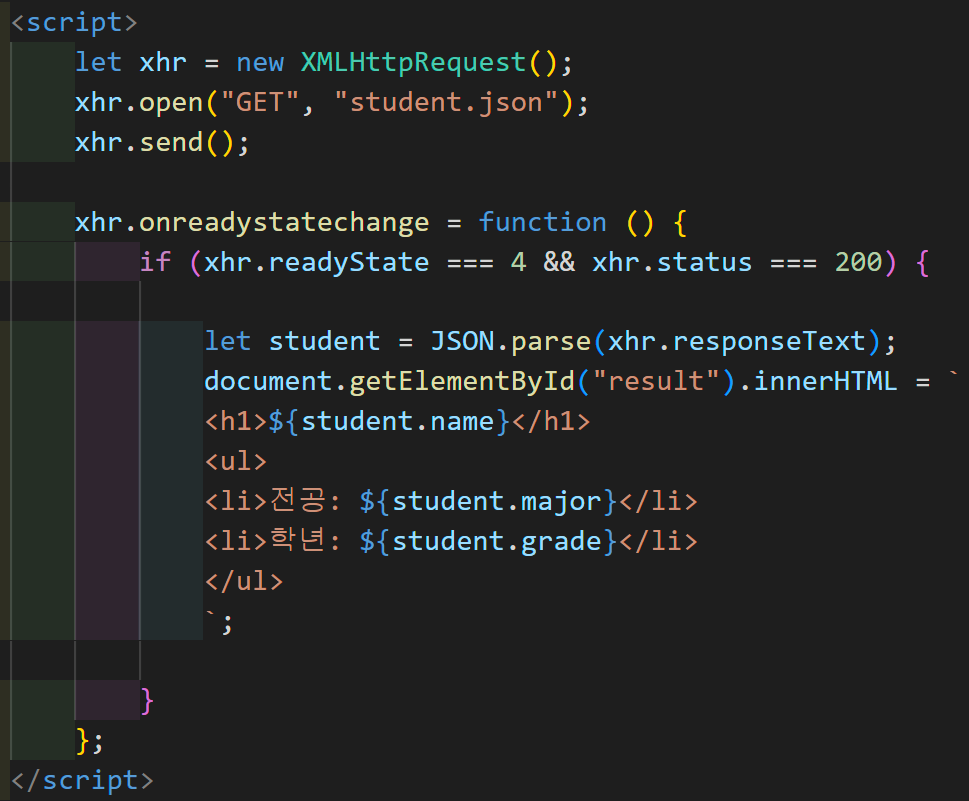 <script>
let xhr = new XMLHttpRequest();
xhr.open("GET", "student.json");
xhr.send();
xhr.onreadystatechange = function () {
if (xhr.readyState === 4 && xhr.status === 200) {
let student = JSON.parse(xhr.responseText);
document.getElementById("result").innerHTML = `
<h1>${student.name}</h1>
<ul>
<li>전공: ${student.major}</li>
<li>학년: ${student.grade}</li>
</ul>
`;
}
};
</script>